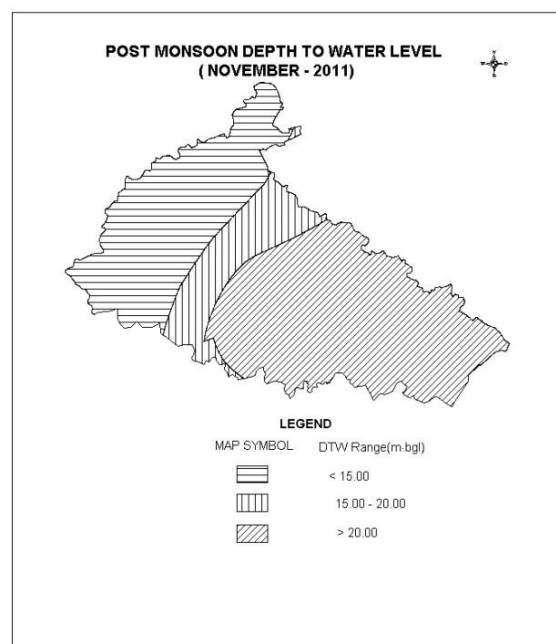 POST MONSOON DEPTH TO WATER LEVEL
( NOVEMBER - 2011)
LEGEND
MAP SYMBOL DTW Range(m.bgl)
< 15.00
15.00 - 20.00
> 20.00